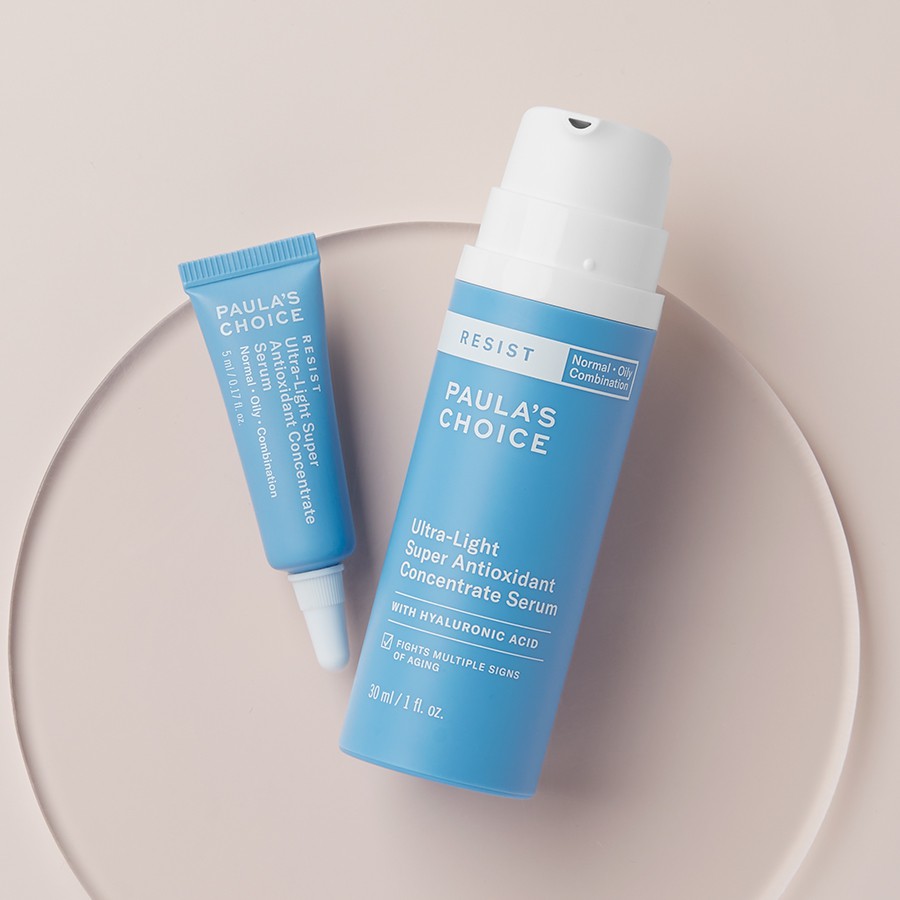 PAULA'S
CHOICE
RESIST
Ultra-Light Super
Antioxidant Concentrate
Serum
Normal • Oily • Combination
5 ml / 0.17 fl. oz.
RESIST
Normal • Oily
Combination
PAULA'S
CHOICE
Ultra-Light
Super Antioxidant
Concentrate Serum
WITH HYALURONIC ACID
FIGHTS MULTIPLE SIGNS
OF AGING
30 ml / 1 fl. oz.